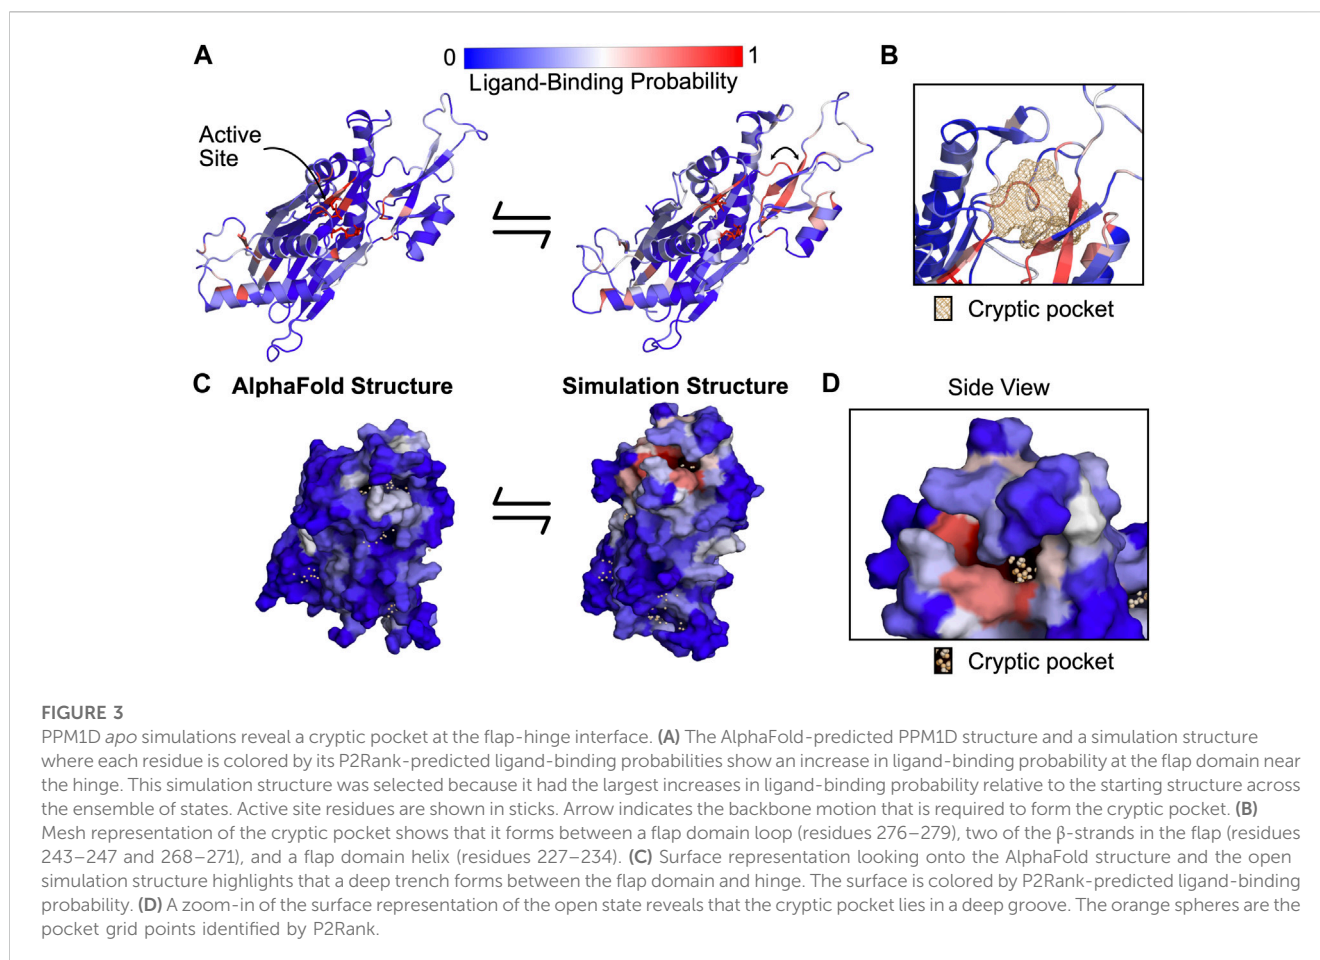 A
0
1
Ligand-Binding Probability
B
Active
Site
Cryptic pocket
C
AlphaFold Structure
Simulation Structure
D
Side View
Cryptic pocket
FIGURE 3
PPM1D apo simulations reveal a cryptic pocket at the flap-hinge interface. (A) The AlphaFold-predicted PPM1D structure and a simulation structure
where each residue is colored by its P2Rank-predicted ligand-binding probabilities show an increase in ligand-binding probability at the flap domain near
the hinge. This simulation structure was selected because it had the largest increases in ligand-binding probability relative to the starting structure across
the ensemble of states. Active site residues are shown in sticks. Arrow indicates the backbone motion that is required to form the cryptic pocket. (B)
Mesh representation of the cryptic pocket shows that it forms between a flap domain loop (residues 276–279), two of the β-strands in the flap (residues
243–247 and 268–271), and a flap domain helix (residues 227–234). (C) Surface representation looking onto the AlphaFold structure and the open
simulation structure highlights that a deep trench forms between the flap domain and hinge. The surface is colored by P2Rank-predicted ligand-binding
probability. (D) A zoom-in of the surface representation of the open state reveals that the cryptic pocket lies in a deep groove. The orange spheres are the
pocket grid points identified by P2Rank.